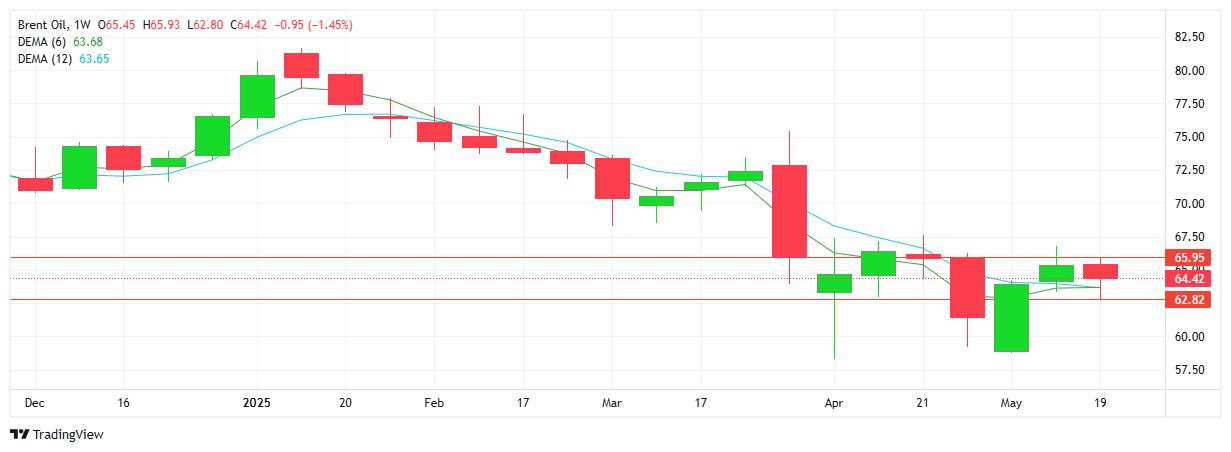 Brent Oil, 1W O65.45 H65.93 L62.80 C64.42 −0.95 (−1.45%)
DEMA (6) 63.68
DEMA (12) 63.65
82.50
80.00
77.50
75.00
72.50
70.00
67.50
65.95
65.00
64.42
62.82
60.00
57.50
Dec 16 2025 20 Feb 17 Mar 17 Apr 21 May 19
TradingView